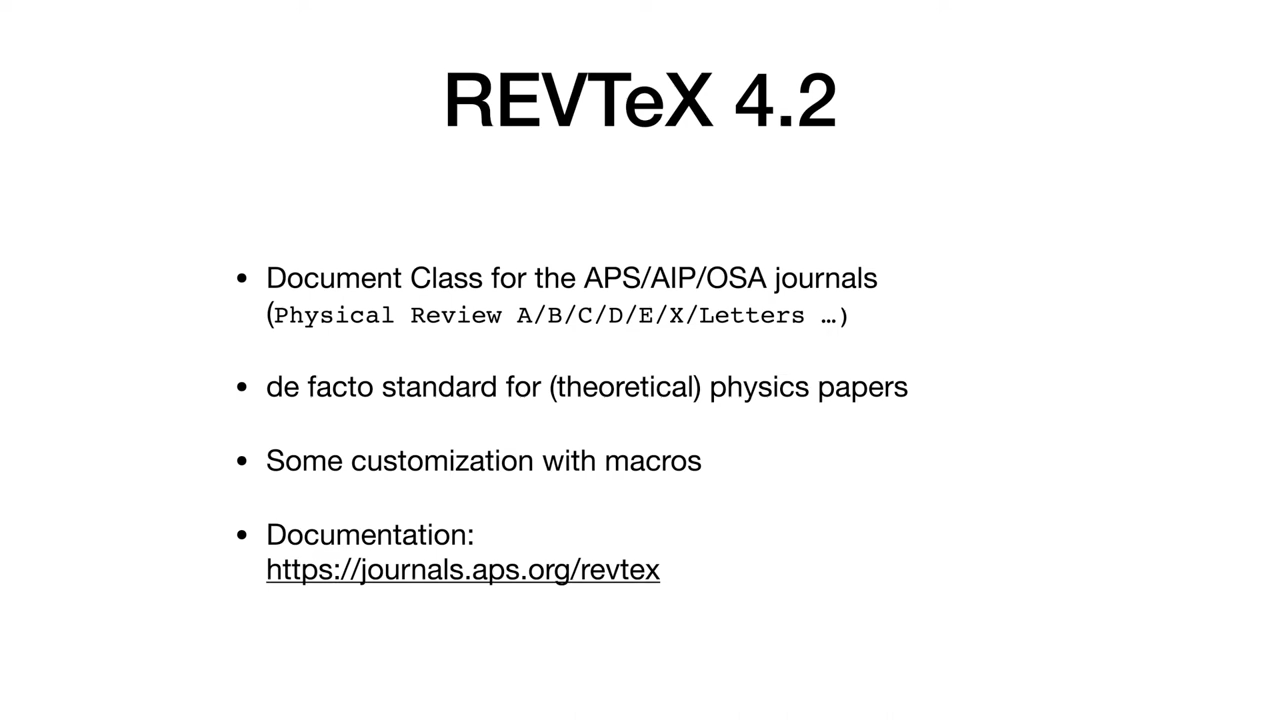 REVTeX 4.2
• Document Class for the APS/AIP/OSA journals
(Physical Review A/B/C/D/E/X/Letters …)
• de facto standard for (theoretical) physics papers
• Some customization with macros
• Documentation:
https://journals.aps.org/revtex